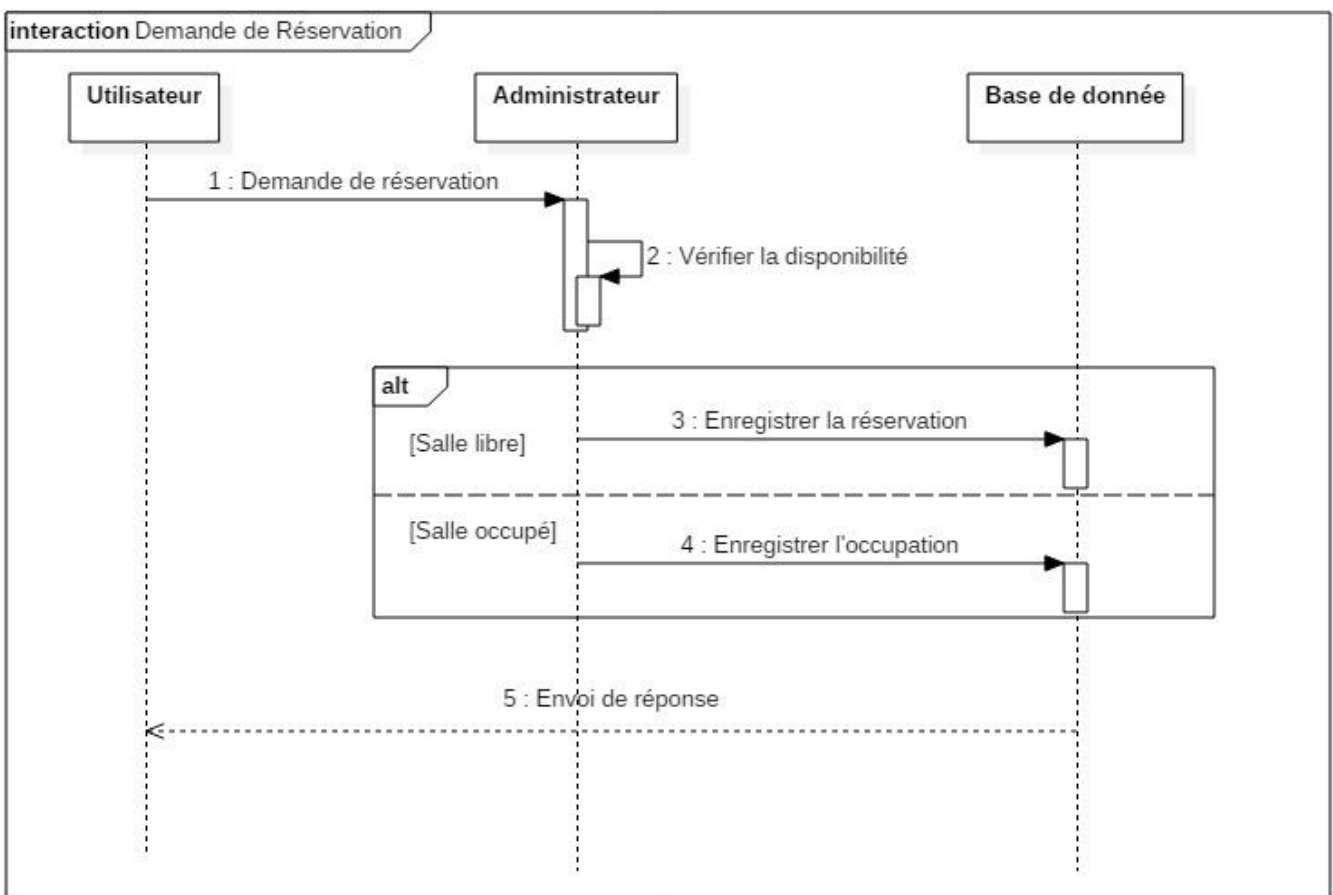 interaction Demande de Réservation
Utilisateur
Administrateur
Base de donnée
1 : Demande de réservation
2 : Vérifier la disponibilité
alt
3 : Enregistrer la réservation
[Salle libre]
[Salle occupé]
4 : Enregistrer l'occupation
5 : Envoi de réponse